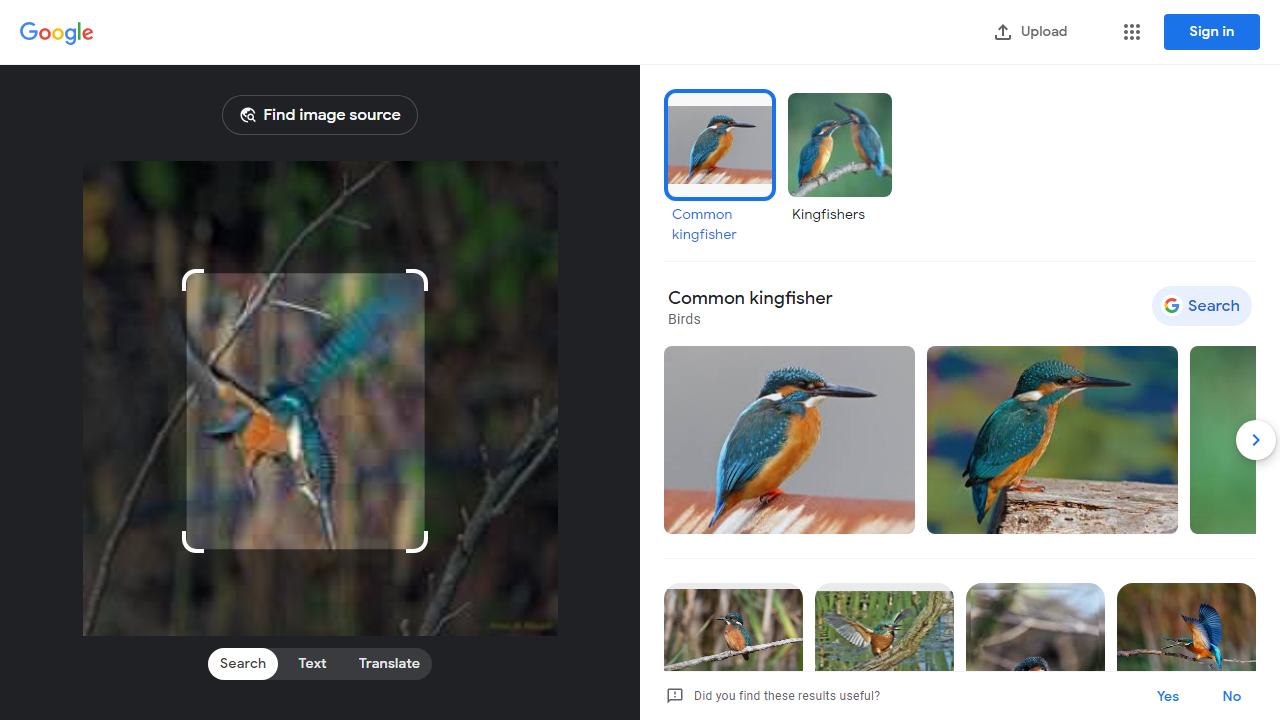 Google
Upload
Sign in
Find image source
Common
kingfisher
Kingfishers
Common kingfisher
Birds
Search
Search
Text
Translate
Did you find these results useful?
Yes
No